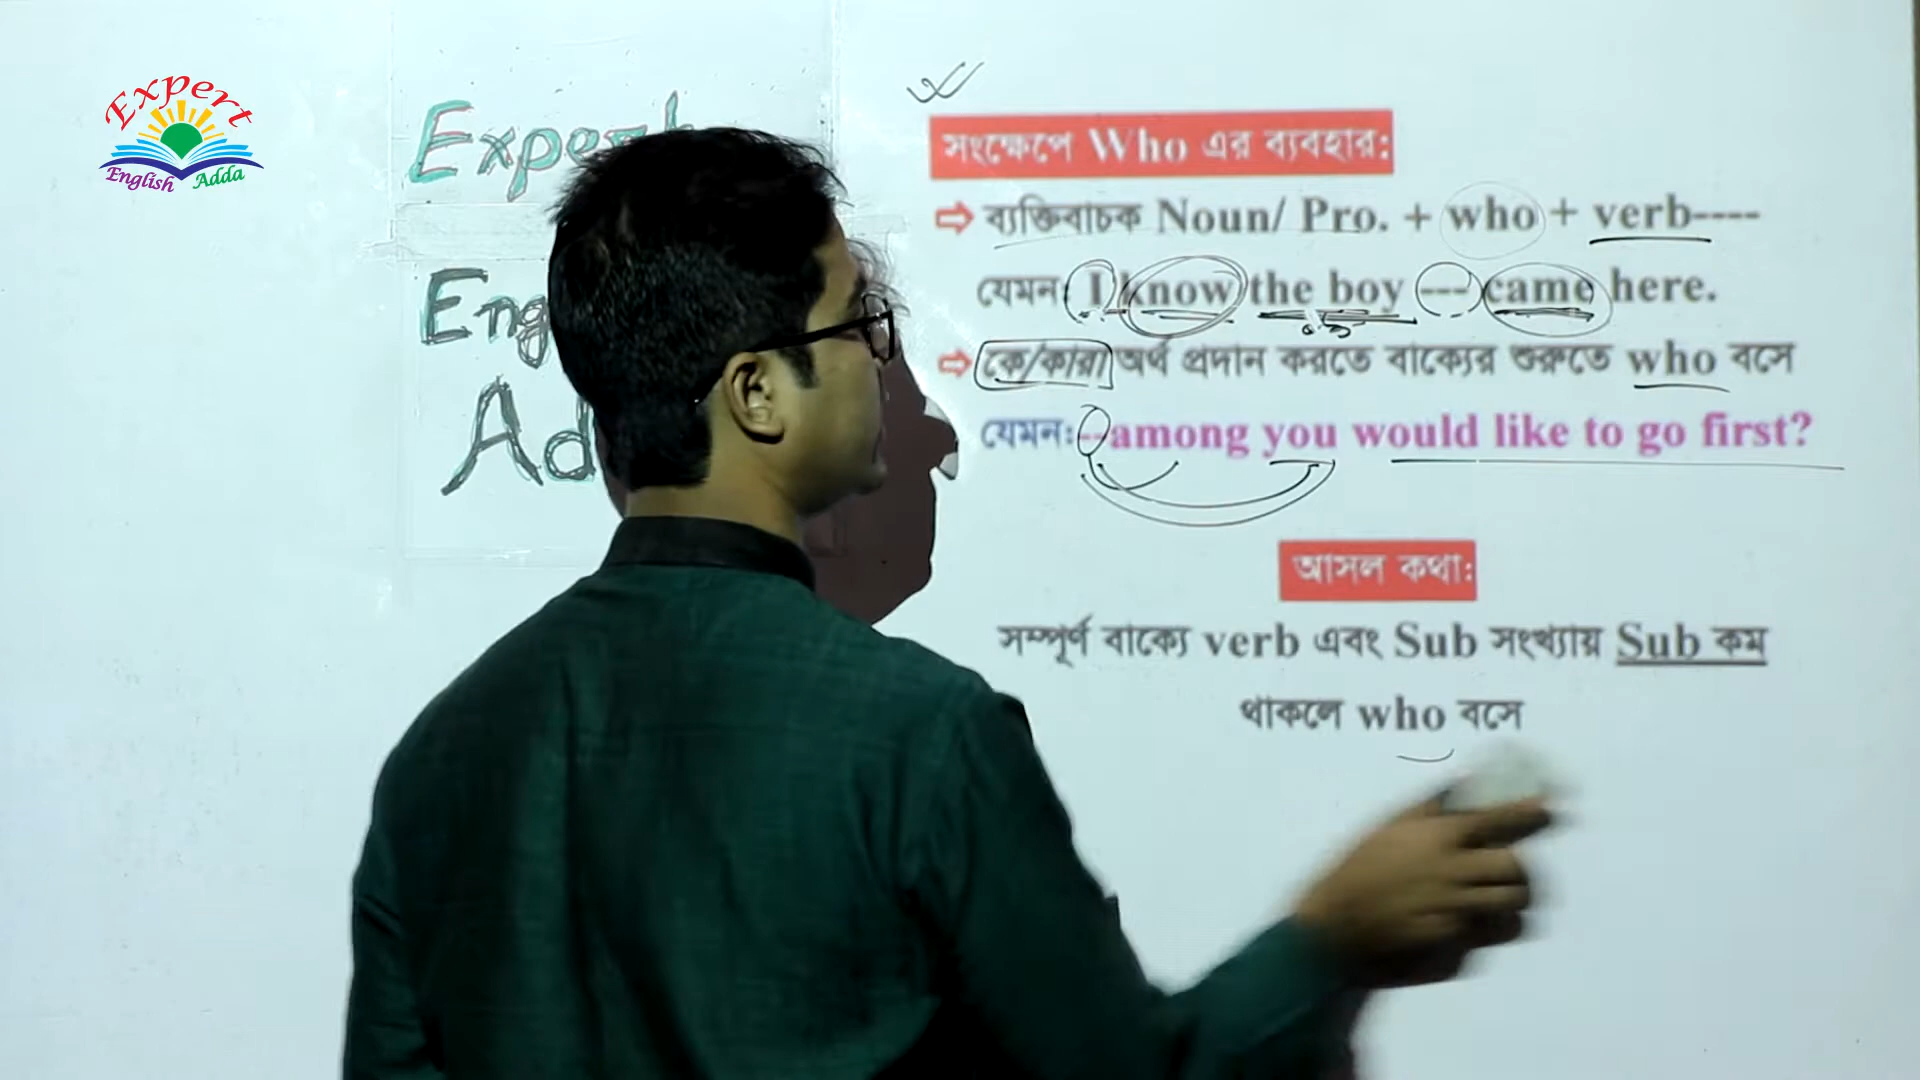 Expert
English Adda
সংক্ষেপে Who এর ব্যবহার:
⇨ ব্যক্তিবাচক Noun/ Pro. + who + verb----
যেমন: I know the boy --- came here.
⇨ কে/কারা অর্থ প্রদান করতে বাক্যের শুরুতে who বসে
যেমন: --among you would like to go first?
আসল কথা:
সম্পূর্ণ বাক্যে verb এবং Sub সংখ্যায় Sub কম
থাকলে who বসে